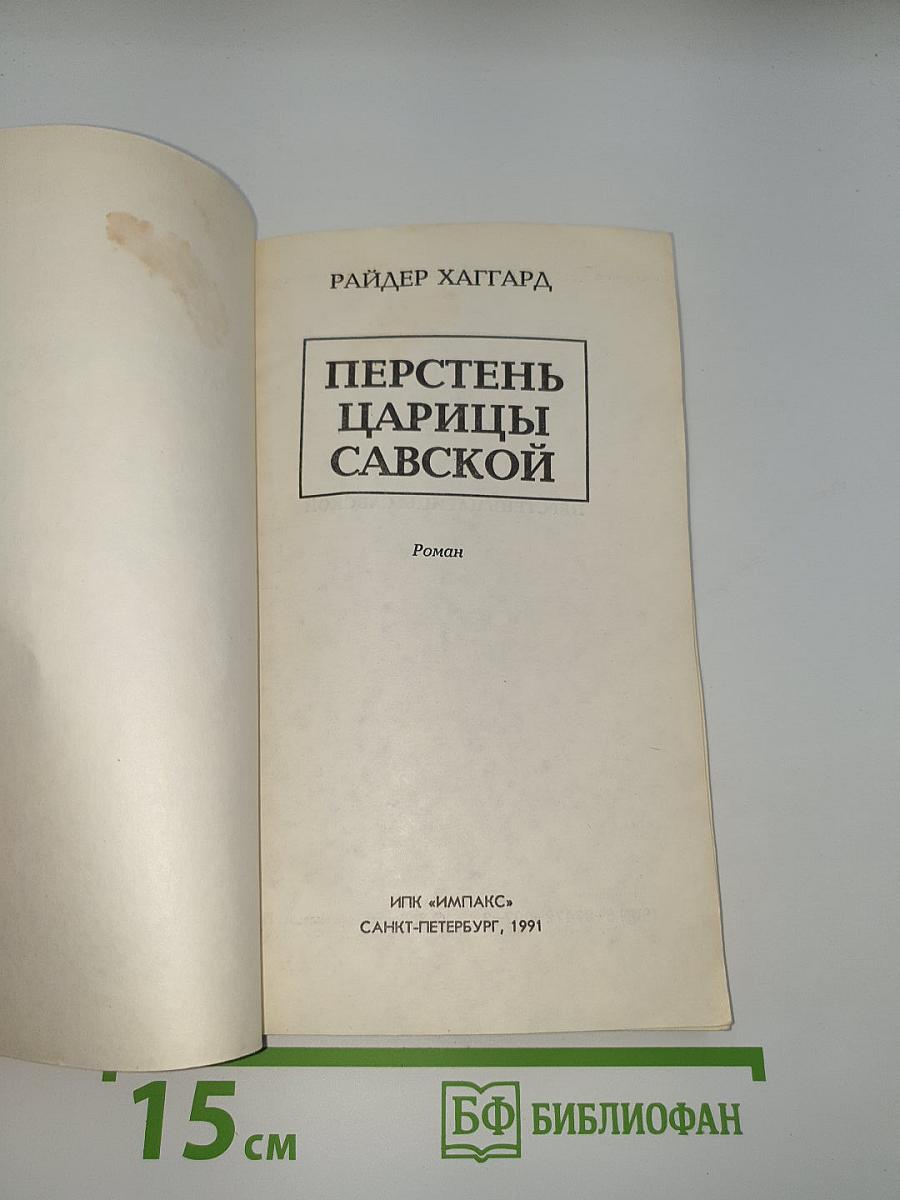 РАЙДЕР ХАГГАРД
ПЕРСТЕНЬ
ЦАРИЦЫ
САВСКОЙ
Роман
ИПК «ИМПАКС»
САНКТ-ПЕТЕРБУРГ, 1991
15 см
БФ БИБЛИОФАН